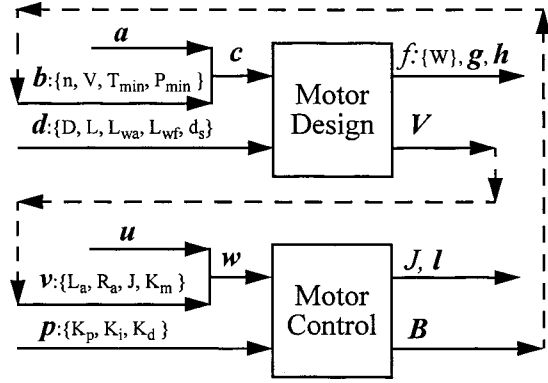 a
b:{n, V, T_min, P_min }
c
d:{D, L, L_wa, L_wf, d_s}
Motor Design
f:{W}, g, h
V
u
v:{L_a, R_a, J, K_m }
w
p:{K_p, K_i, K_d }
Motor Control
J, l
B